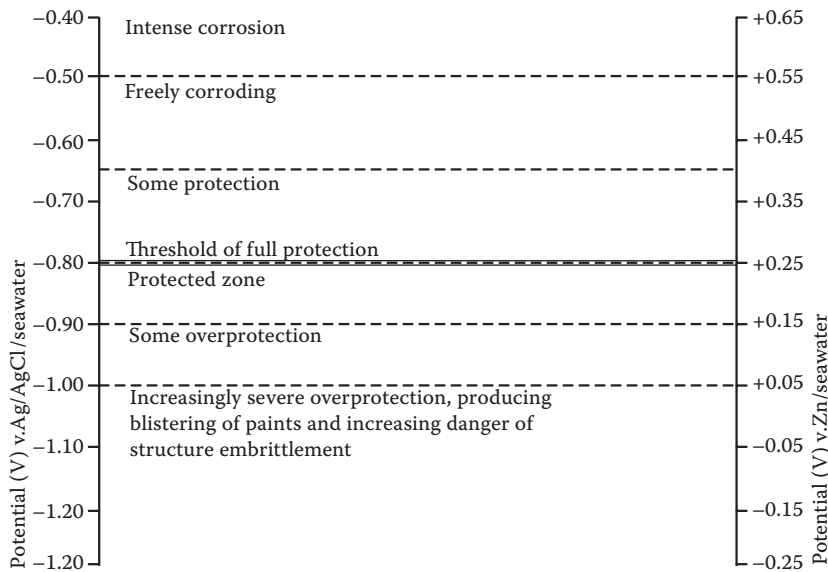 −0.40
−0.50
−0.60
−0.70
−0.80
−0.90
−1.00
−1.10
−1.20
−1.20
Potential (V) v.Ag/AgCl/seawater
Intense corrosion
Freely corroding
Some protection
Threshold of full protection
Protected zone
Some overprotection
Increasingly severe overprotection, producing
blistering of paints and increasing danger of
structure embrittlement
+0.65
+0.55
+0.45
+0.35
+0.25
+0.15
+0.05
−0.05
−0.15
−0.25
Potential (V) v.Zn/seawater